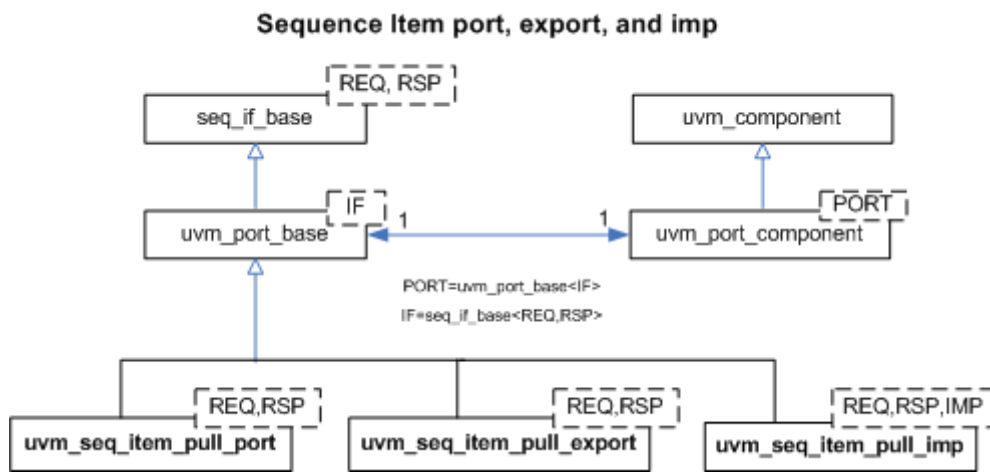 Sequence Item port, export, and imp
REQ, RSP
seq_if_base
uvm_component
IF
PORT
uvm_port_base
1
1
uvm_port_component
PORT=uvm_port_base<IF>
IF=seq_if_base<REQ,RSP>
REQ,RSP
REQ,RSP
REQ,RSP,IMP
uvm_seq_item_pull_port
uvm_seq_item_pull_export
uvm_seq_item_pull_imp